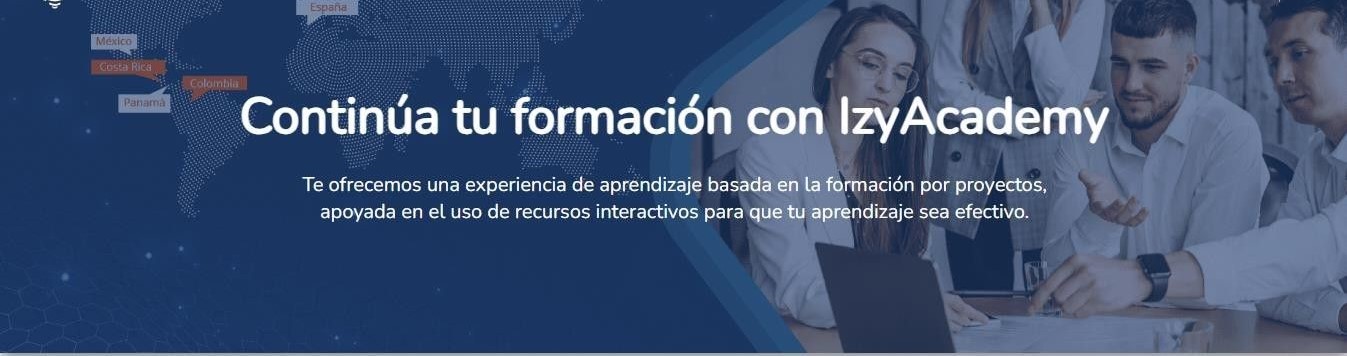 España
México
Costa Rica
Colombia
Panamá
Continúa tu formación con IzyAcademy
Te ofrecemos una experiencia de aprendizaje basada en la formación por proyectos,
apoyada en el uso de recursos interactivos para que tu aprendizaje sea efectivo.